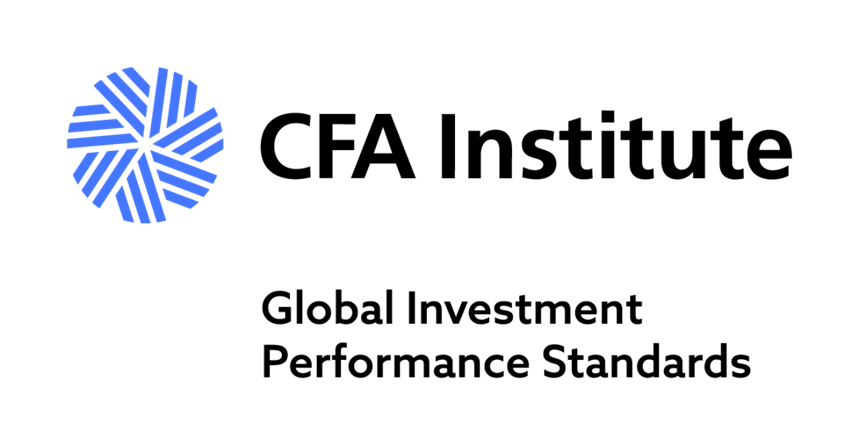 CFA Institute
Global Investment
Performance Standards